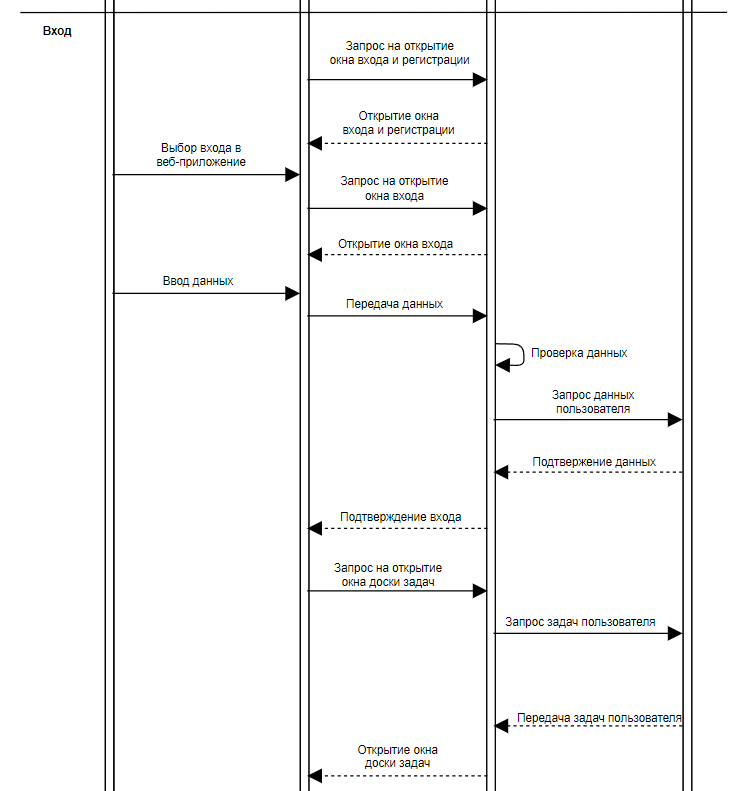 Вход
Запрос на открытие
окна входа и регистрации
Открытие окна
входа и регистрации
Выбор входа в
веб-приложение
Запрос на открытие
окна входа
Открытие окна входа
Ввод данных
Передача данных
Проверка данных
Запрос данных
пользователя
Подтвержение данных
Подтверждение входа
Запрос на открытие
окна доски задач
Запрос задач пользователя
Передача задач пользователя
Открытие окна
доски задач